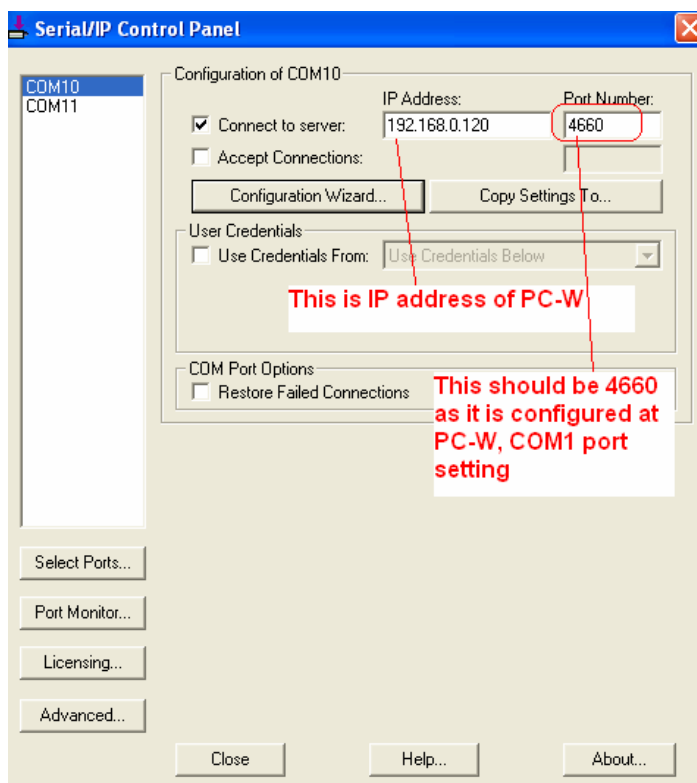 Serial/IP Control Panel
COM10
COM11
Configuration of COM10
IP Address:
Port Number:
Connect to server:
192.168.0.120
4660
Accept Connections:
Configuration Wizard...
Copy Settings To...
User Credentials
Use Credentials From:
Use Credentials Below
This is IP address of PC-W
COM Port Options
Restore Failed Connections
This should be 4660
as it is configured at
PC-W, COM1 port
setting
Select Ports...
Port Monitor...
Licensing...
Advanced...
Close
Help...
About...